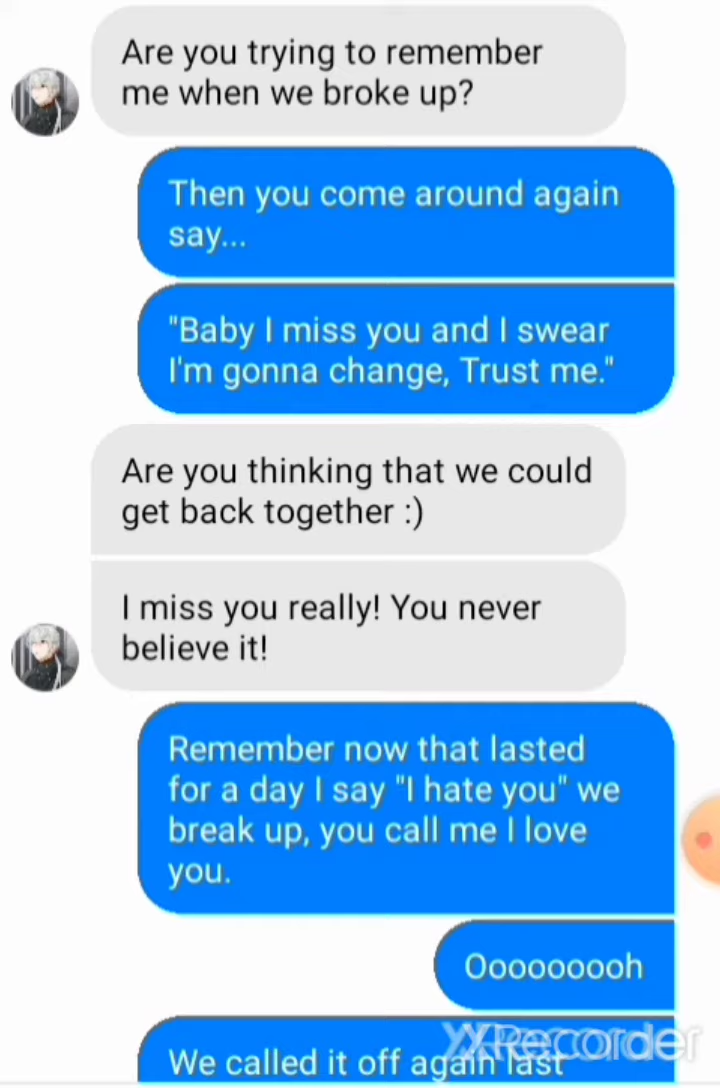 Are you trying to remember
me when we broke up?
Then you come around again
say...
"Baby I miss you and I swear
I'm gonna change, Trust me."
Are you thinking that we could
get back together :)
I miss you really! You never
believe it!
Remember now that lasted
for a day I say "I hate you" we
break up, you call me I love
you.
Ooooooooh
We called it off again last
XRecorder